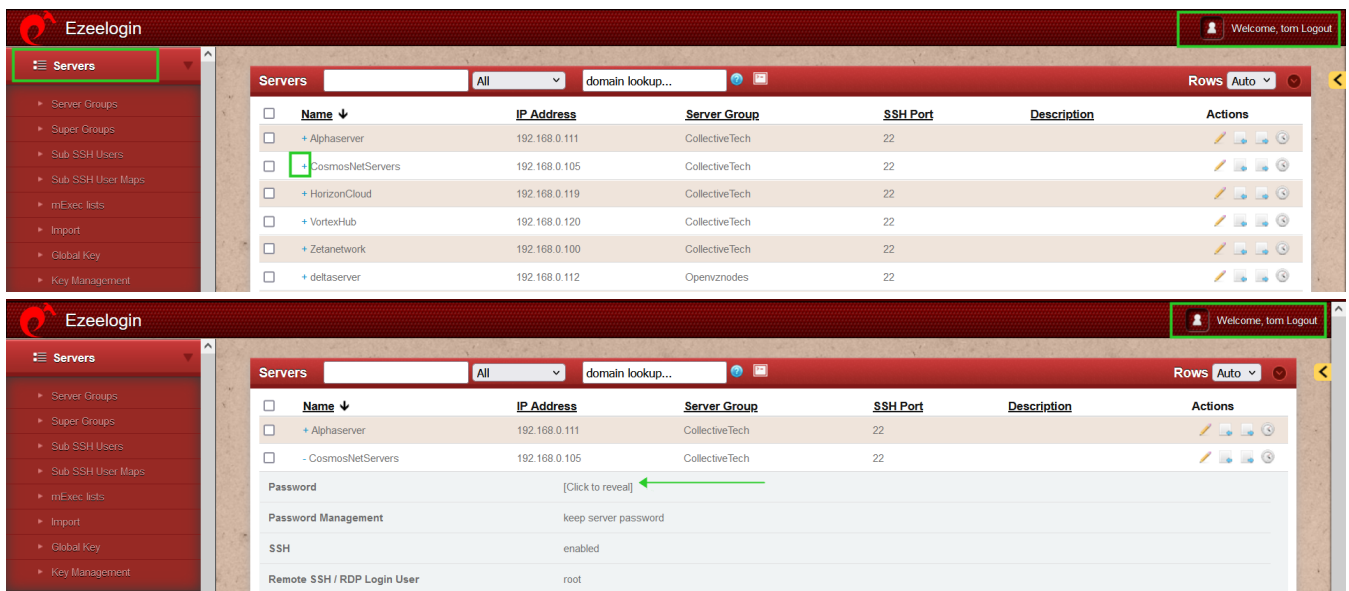 Ezeelogin
Welcome, tom Logout
Servers
Server Groups
Super Groups
Sub SSH Users
Sub SSH User Maps
mExec lists
Import
Global Key
Key Management
Servers All domain lookup... Rows Auto
Name IP Address Server Group SSH Port Description Actions
+ Alphaserver 192.168.0.111 CollectiveTech 22
+ CosmosNetServers 192.168.0.105 CollectiveTech 22
+ HorizonCloud 192.168.0.119 CollectiveTech 22
+ VortexHub 192.168.0.120 CollectiveTech 22
+ Zetanetwork 192.168.0.100 CollectiveTech 22
+ deltaserver 192.168.0.112 Openvznodes 22
Ezeelogin
Welcome, tom Logout
Servers
Server Groups
Super Groups
Sub SSH Users
Sub SSH User Maps
mExec lists
Import
Global Key
Key Management
Servers All domain lookup... Rows Auto
Name IP Address Server Group SSH Port Description Actions
+ Alphaserver 192.168.0.111 CollectiveTech 22
- CosmosNetServers 192.168.0.105 CollectiveTech 22
Password [Click to reveal]
Password Management keep server password
SSH enabled
Remote SSH / RDP Login User root